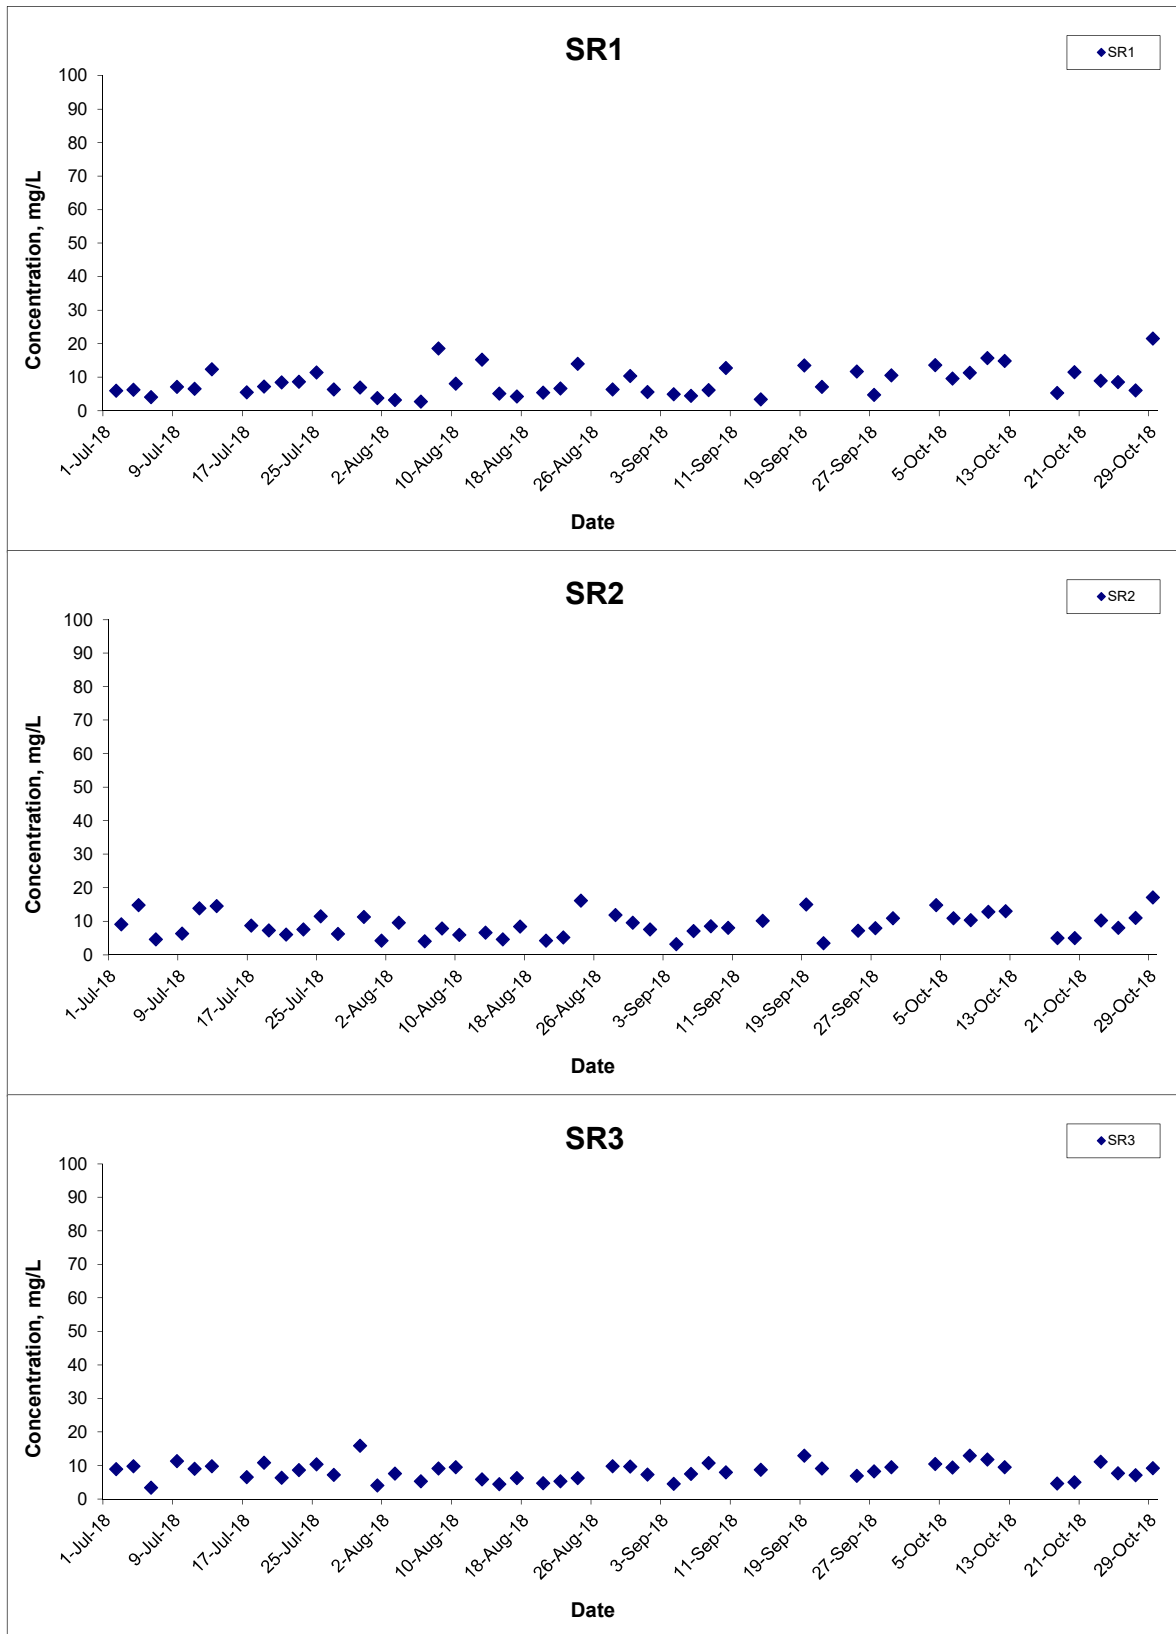 SR1
SR1
100
90
80
70
60
50
40
30
20
10
0
Concentration, mg/L
1-Jul-18
9-Jul-18
17-Jul-18
25-Jul-18
2-Aug-18
10-Aug-18
18-Aug-18
26-Aug-18
3-Sep-18
11-Sep-18
19-Sep-18
27-Sep-18
5-Oct-18
13-Oct-18
21-Oct-18
29-Oct-18
Date
SR2
SR2
100
90
80
70
60
50
40
30
20
10
0
Concentration, mg/L
1-Jul-18
9-Jul-18
17-Jul-18
25-Jul-18
2-Aug-18
10-Aug-18
18-Aug-18
26-Aug-18
3-Sep-18
11-Sep-18
19-Sep-18
27-Sep-18
5-Oct-18
13-Oct-18
21-Oct-18
29-Oct-18
Date
SR3
SR3
100
90
80
70
60
50
40
30
20
10
0
Concentration, mg/L
1-Jul-18
9-Jul-18
17-Jul-18
25-Jul-18
2-Aug-18
10-Aug-18
18-Aug-18
26-Aug-18
3-Sep-18
11-Sep-18
19-Sep-18
27-Sep-18
5-Oct-18
13-Oct-18
21-Oct-18
29-Oct-18
Date